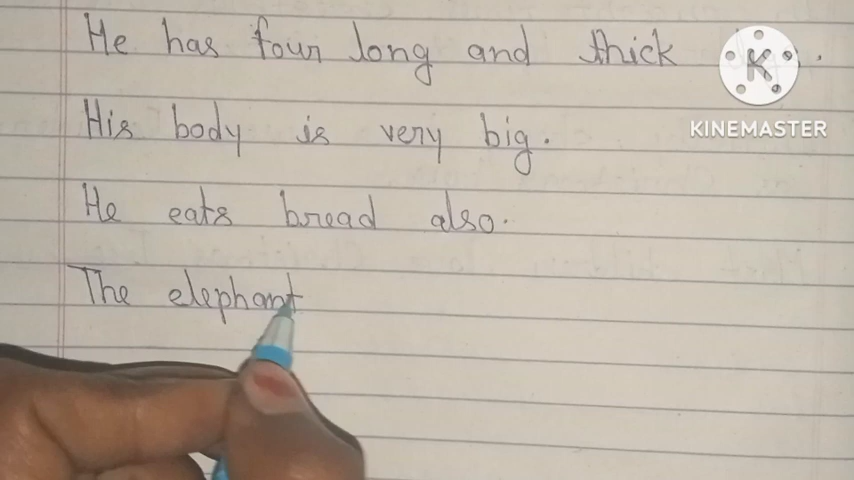 He has four long and thick
KINEMASTER
His body is very big.
He eats bread also.
The elephant